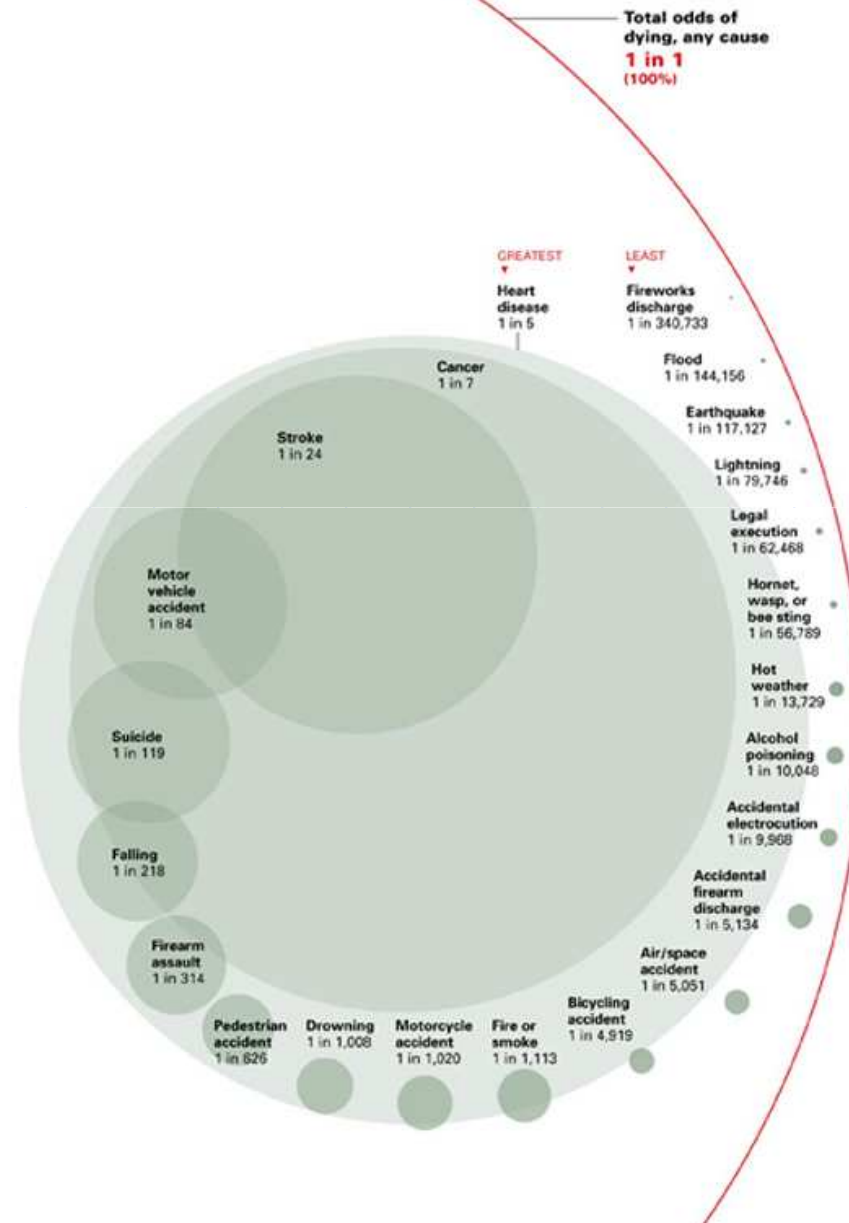 Total odds of
dying, any cause
1 in 1
(100%)
GREATEST
LEAST
Heart
disease
1 in 5
Fireworks
discharge
1 in 340,733
Flood
1 in 144,156
Earthquake
1 in 117,127
Lightning
1 in 79,746
Legal
execution
1 in 62,468
Hornet,
wasp, or
bee sting
1 in 56,789
Hot
weather
1 in 13,729
Alcohol
poisoning
1 in 10,048
Accidental
electrocution
1 in 9,968
Accidental
firearm
discharge
1 in 5,134
Air/space
accident
1 in 5,051
Bicycling
accident
1 in 4,919
Fire or
smoke
1 in 1,113
Motorcycle
accident
1 in 1,020
Drowning
1 in 1,008
Pedestrian
accident
1 in 626
Firearm
assault
1 in 314
Falling
1 in 218
Suicide
1 in 119
Motor
vehicle
accident
1 in 84
Stroke
1 in 24
Cancer
1 in 7